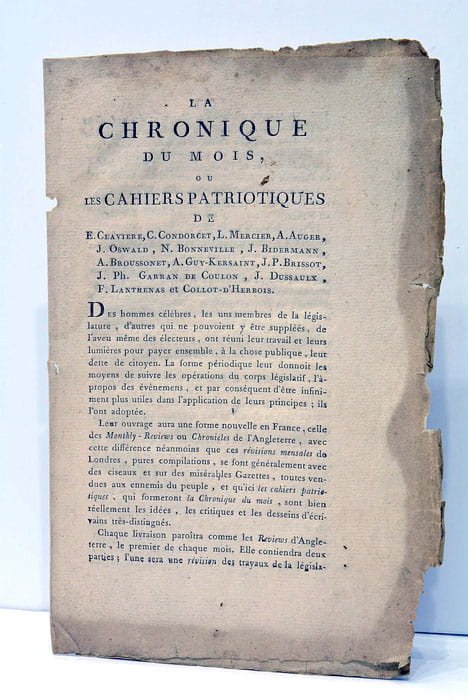 LA
CHRONIQUE
DU MOIS,
OU
LES CAHIERS PATRIOTIQUES
DE
E. CLAVIERE, C. CONDORCET, L. MERCIER, A. AUGER,
J. OSWALD, N. BONNEVILLE, J. BIDERMANN,
A. BROUSSONET, A. GUY-KERSAINT, J. P. BRISSOT,
J. PH. GARRAN DE COULON, J. DUSSAULX,
F. LANTHENAS ET COLLOT-D'HERBOIS.
DES hommes célèbres, les uns membres de la légis-
lature, d'autres qui ne pouvoient y être suppléés, de
l'aveu même des électeurs, ont réuni leur travail et leurs
lumières pour payer ensemble, à la chose publique, leur
dette de citoyen. La forme périodique leur donnoit les
moyens de suivre les opérations du corps législatif, l'à-
propos des évènemens, et par conséquent d'être infini-
ment plus utiles dans l'application de leurs principes; ils
l'ont adoptée.
Leur ouvrage aura une forme nouvelle en France, celle
des Monthly-Reviews ou Chronicles de l'Angleterre, avec
cette différence néanmoins que ces révisions mensales de
Londres, pures compilations, se font généralement avec
des ciseaux et sur des misérables Gazettes, toutes ven-
dues aux ennemis du peuple, et qu'ici les cahiers patrio-
tiques, qui formeront la Chronique du mois, sont bien
réellement les idées, les critiques et les desseins d'écri-
vains très-distingués.
Chaque livraison paroîtra comme les Reviews d'Angle-
terre, le premier de chaque mois. Elle contiendra deux
parties; l'une sera une révision des travaux de la législa-